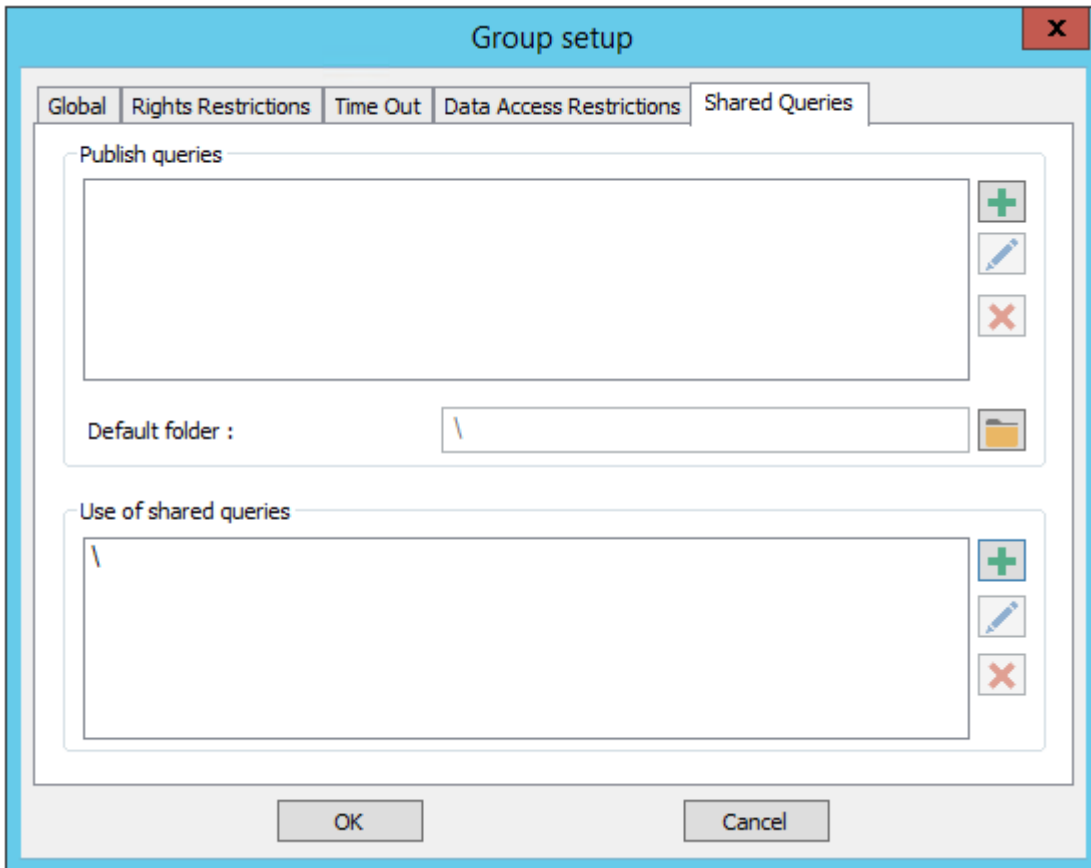 Group setup
x
Global Rights Restrictions Time Out Data Access Restrictions Shared Queries
Publish queries
Default folder : \
Use of shared queries
\
OK Cancel